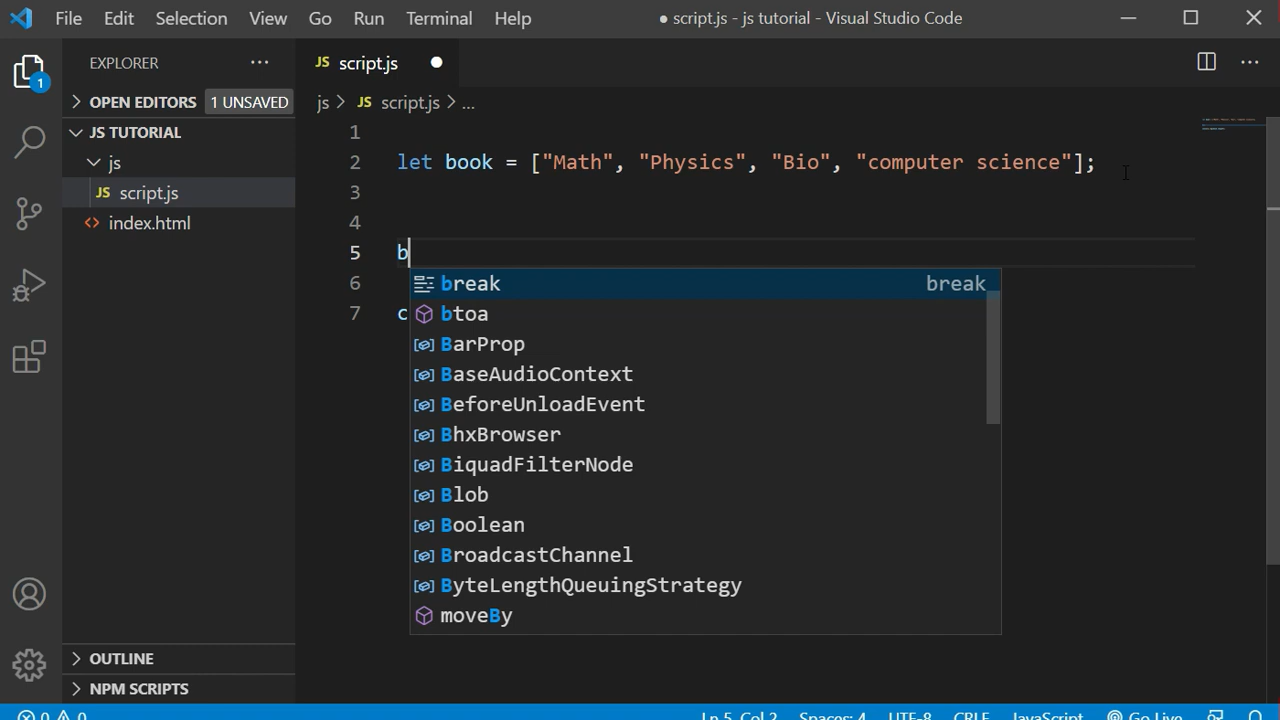 File Edit Selection View Go Run Terminal Help ● script.js - js tutorial - Visual Studio Code
EXPLORER ...
JS script.js ●
1
OPEN EDITORS 1 UNSAVED
js > JS script.js > ...
JS TUTORIAL
js
JS script.js
index.html
1
2 let book = ["Math", "Physics", "Bio", "computer science"];
3
4
5 b
6
7 c
break break
btoa
BarProp
BaseAudioContext
BeforeUnloadEvent
BhxBrowser
BiquadFilterNode
Blob
Boolean
BroadcastChannel
ByteLengthQueuingStrategy
moveBy
OUTLINE
NPM SCRIPTS
0 0 Ln 5, Col 2 Spaces: 4 UTF-8 CRLF JavaScript Go Live